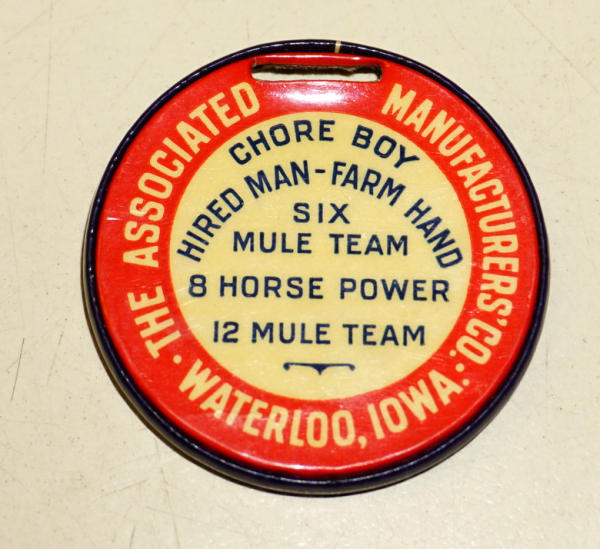 THE ASSOCIATED MANUFACTURERS' CO.
· WATERLOO, IOWA. ·
CHORE BOY
HIRED MAN-FARM HAND
SIX
MULE TEAM
8 HORSE POWER
12 MULE TEAM